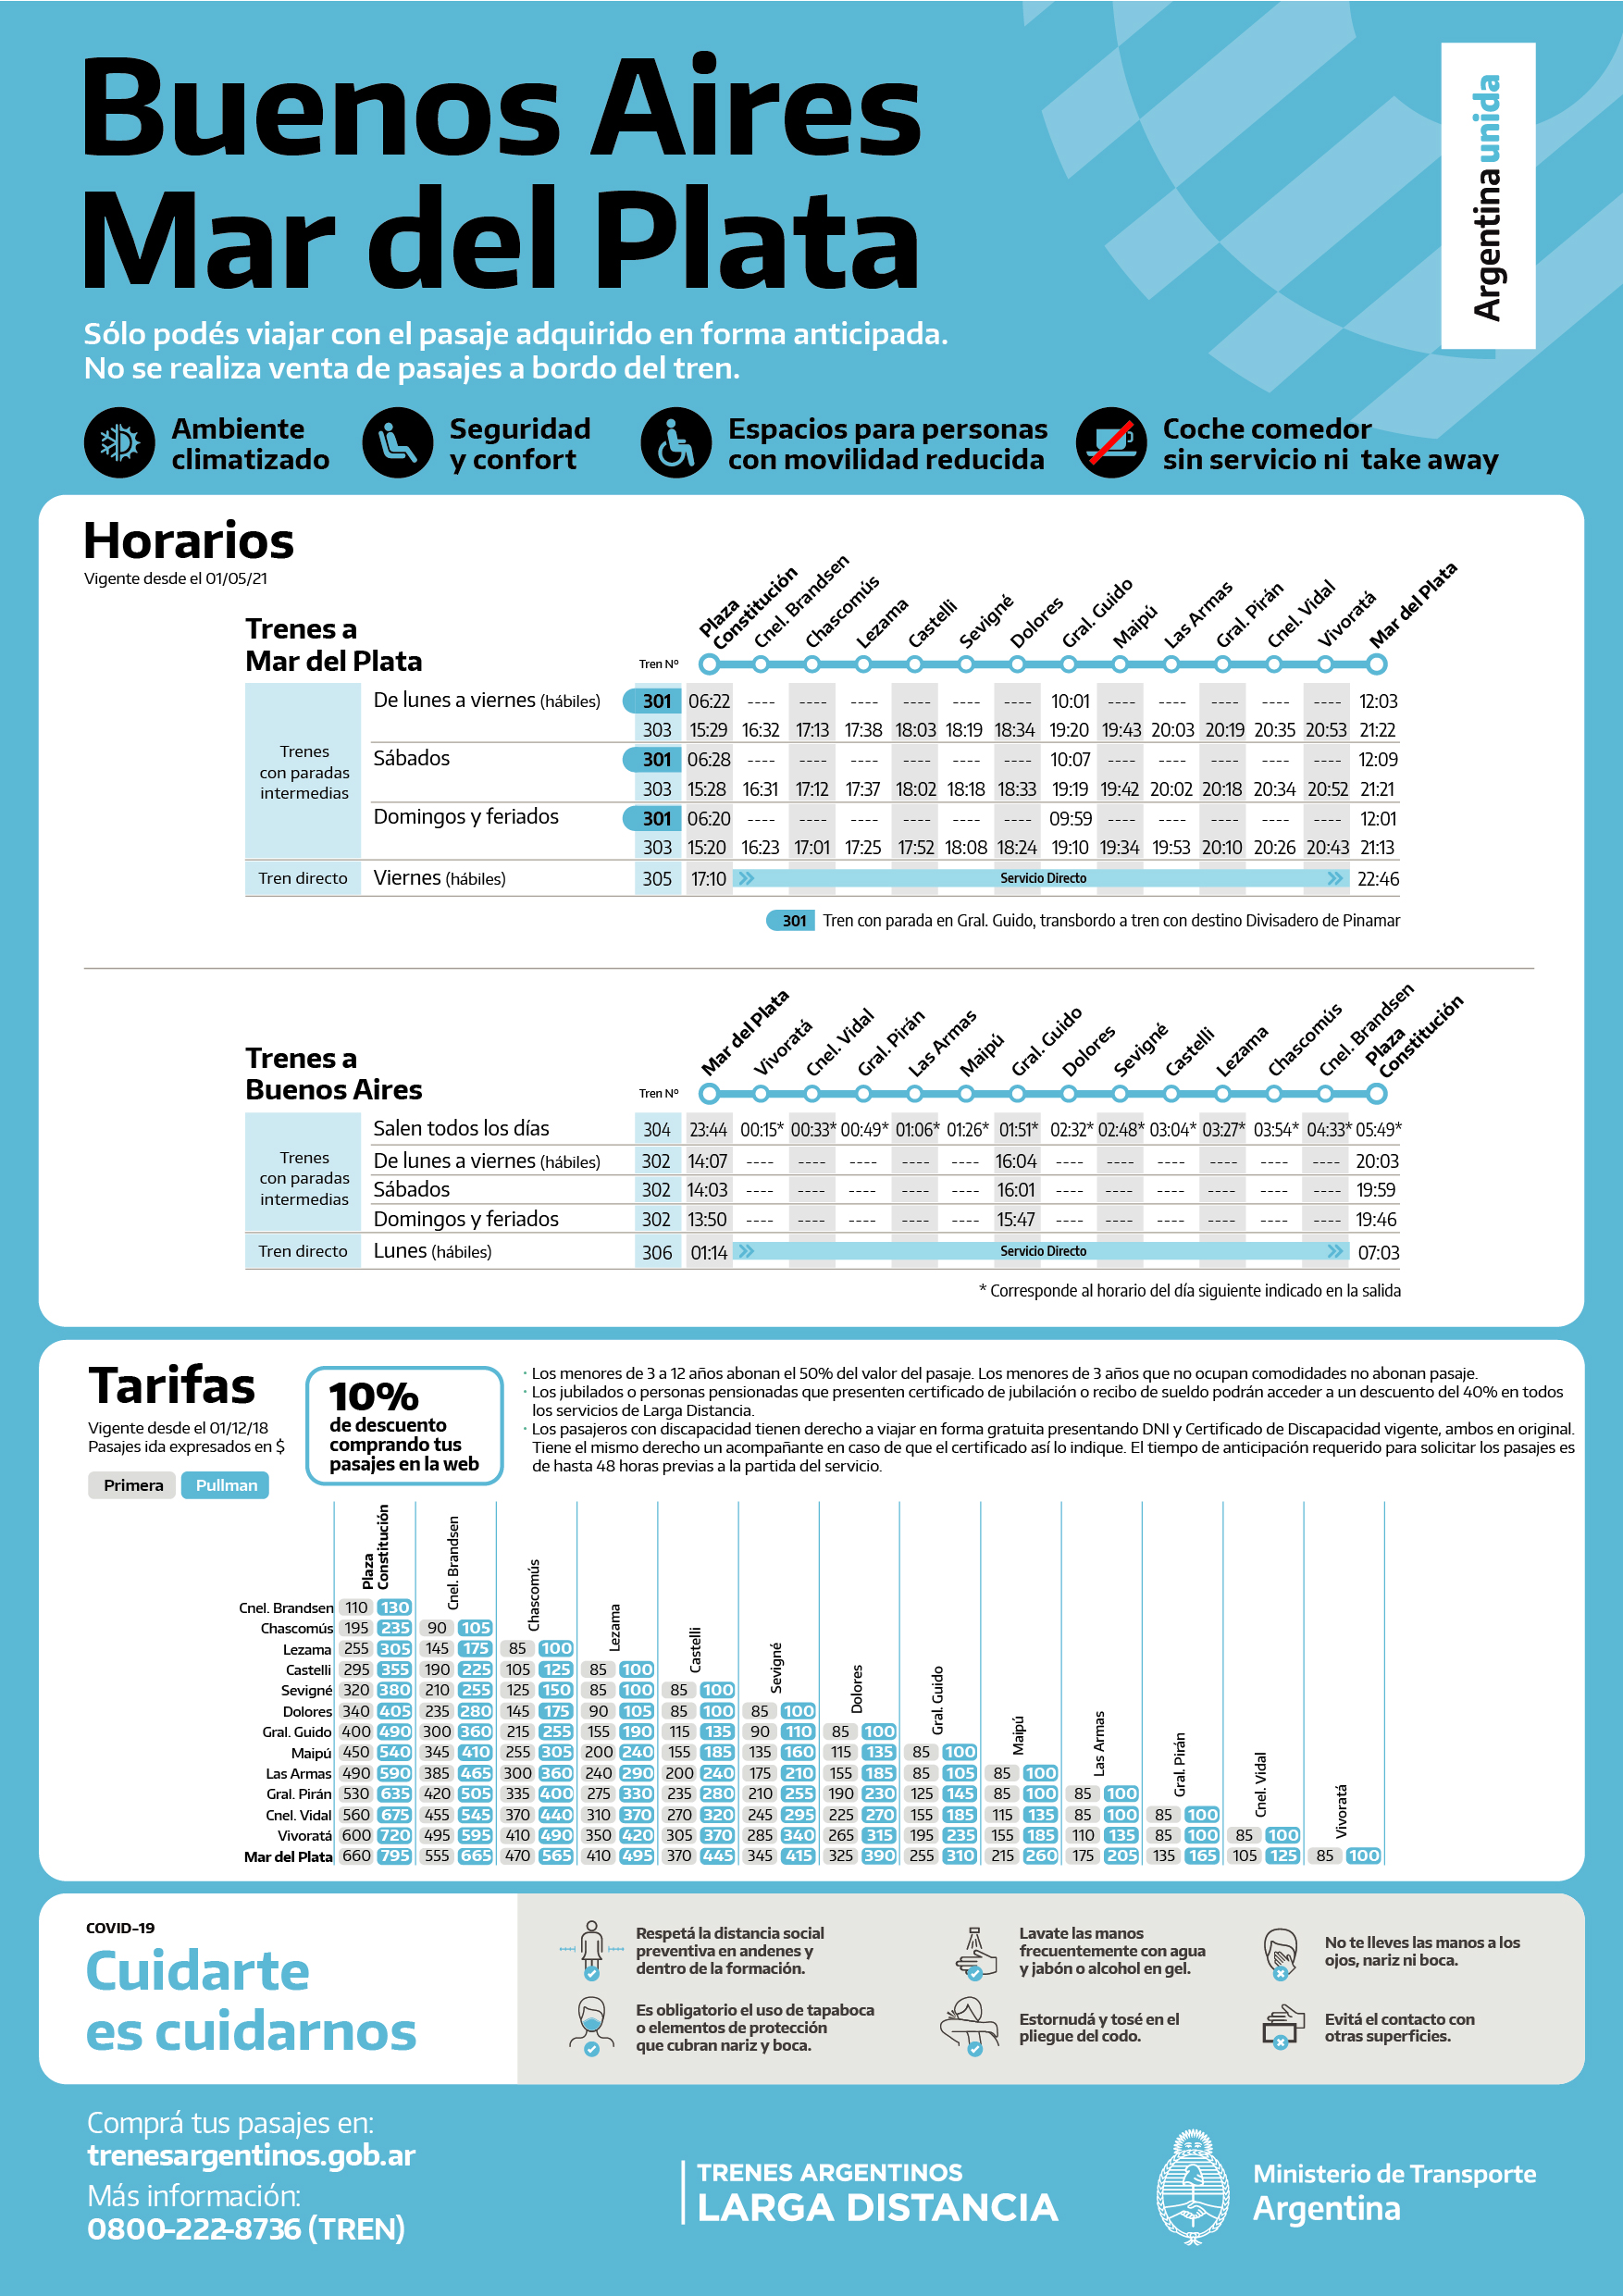 Buenos Aires
Mar del Plata
Argentina unida
Sólo podés viajar con el pasaje adquirido en forma anticipada.
No se realiza venta de pasajes a bordo del tren.
Ambiente
climatizado
Seguridad
y confort
Espacios para personas
con movilidad reducida
Coche comedor
sin servicio ni take away
Horarios
Vigente desde el 01/05/21
Trenes a
Mar del Plata
Tren Nº
Plaza
Constitución
Cnel. Brandsen
Chascomús
Lezama
Castelli
Sevigné
Dolores
Gral. Guido
Maipú
Las Armas
Gral. Pirán
Cnel. Vidal
Vivoratá
Mar del Plata
Trenes
con paradas
intermedias
De lunes a viernes (hábiles) 301 06:22 ---- ---- ---- ---- ---- ---- 10:01 ---- ---- ---- ---- ---- 12:03
303 15:29 16:32 17:13 17:38 18:03 18:19 18:34 19:20 19:43 20:03 20:19 20:35 20:53 21:22
Sábados 301 06:28 ---- ---- ---- ---- ---- ---- 10:07 ---- ---- ---- ---- ---- 12:09
303 15:28 16:31 17:12 17:37 18:02 18:18 18:33 19:19 19:42 20:02 20:18 20:34 20:52 21:21
Domingos y feriados 301 06:20 ---- ---- ---- ---- ---- ---- 09:59 ---- ---- ---- ---- ---- 12:01
303 15:20 16:23 17:01 17:25 17:52 18:08 18:24 19:10 19:34 19:53 20:10 20:26 20:43 21:13
Tren directo Viernes (hábiles) 305 17:10 Servicio Directo 22:46
301 Tren con parada en Gral. Guido, transbordo a tren con destino Divisadero de Pinamar
Trenes a
Buenos Aires
Tren Nº
Mar del Plata
Vivoratá
Cnel. Vidal
Gral. Pirán
Las Armas
Maipú
Gral. Guido
Dolores
Sevigné
Castelli
Lezama
Chascomús
Cnel. Brandsen
Plaza
Constitución
Trenes
con paradas
intermedias
Salen todos los días 304 23:44 00:15* 00:33* 00:49* 01:06* 01:26* 01:51* 02:32* 02:48* 03:04* 03:27* 03:54* 04:33* 05:49*
De lunes a viernes (hábiles) 302 14:07 ---- ---- ---- ---- ---- 16:04 ---- ---- ---- ---- ---- ---- 20:03
Sábados 302 14:03 ---- ---- ---- ---- ---- 16:01 ---- ---- ---- ---- ---- ---- 19:59
Domingos y feriados 302 13:50 ---- ---- ---- ---- ---- 15:47 ---- ---- ---- ---- ---- ---- 19:46
Tren directo Lunes (hábiles) 306 01:14 Servicio Directo 07:03
* Corresponde al horario del día siguiente indicado en la salida
Tarifas
Vigente desde el 01/12/18
Pasajes ida expresados en $
Primera Pullman
10%
de descuento
comprando tus
pasajes en la web
· Los menores de 3 a 12 años abonan el 50% del valor del pasaje. Los menores de 3 años que no ocupan comodidades no abonan pasaje.
· Los jubilados o personas pensionadas que presenten certificado de jubilación o recibo de sueldo podrán acceder a un descuento del 40% en todos
los servicios de Larga Distancia.
· Los pasajeros con discapacidad tienen derecho a viajar en forma gratuita presentando DNI y Certificado de Discapacidad vigente, ambos en original.
Tiene el mismo derecho un acompañante en caso de que el certificado así lo indique. El tiempo de anticipación requerido para solicitar los pasajes es
de hasta 48 horas previas a la partida del servicio.
Plaza
Constitución
Cnel. Brandsen
Chascomús
Lezama
Castelli
Sevigné
Dolores
Gral. Guido
Maipú
Las Armas
Gral. Pirán
Cnel. Vidal
Vivoratá
Cnel. Brandsen 110 130
Chascomús 195 235 90 105
Lezama 255 305 145 175 85 100
Castelli 295 355 190 225 105 125 85 100
Sevigné 320 380 210 255 125 150 85 100 85 100
Dolores 340 405 235 280 145 175 90 105 85 100 85 100
Gral. Guido 400 490 300 360 215 255 155 190 115 135 90 110 85 100
Maipú 450 540 345 410 255 305 200 240 155 185 135 160 115 135 85 100
Las Armas 490 590 385 465 300 360 240 290 200 240 175 210 155 185 85 105 85 100
Gral. Pirán 530 635 420 505 335 400 275 330 235 280 210 255 190 230 125 145 85 100 85 100
Cnel. Vidal 560 675 455 545 370 440 310 370 270 320 245 295 225 270 155 185 115 135 85 100 85 100
Vivoratá 600 720 495 595 410 490 350 420 305 370 285 340 265 315 195 235 155 185 110 135 85 100 85 100
Mar del Plata 660 795 555 665 470 565 410 495 370 445 345 415 325 390 255 310 215 260 175 205 135 165 105 125 85 100
COVID-19
Cuidarte
es cuidarnos
Respetá la distancia social
preventiva en andenes y
dentro de la formación.
Lavate las manos
frecuentemente con agua
y jabón o alcohol en gel.
No te lleves las manos a los
ojos, nariz ni boca.
Es obligatorio el uso de tapaboca
o elementos de protección
que cubran nariz y boca.
Estornudá y tosé en el
pliegue del codo.
Evitá el contacto con
otras superficies.
Comprá tus pasajes en:
trenesargentinos.gob.ar
Más información:
0800-222-8736 (TREN)
TRENES ARGENTINOS
LARGA DISTANCIA
Ministerio de Transporte
Argentina